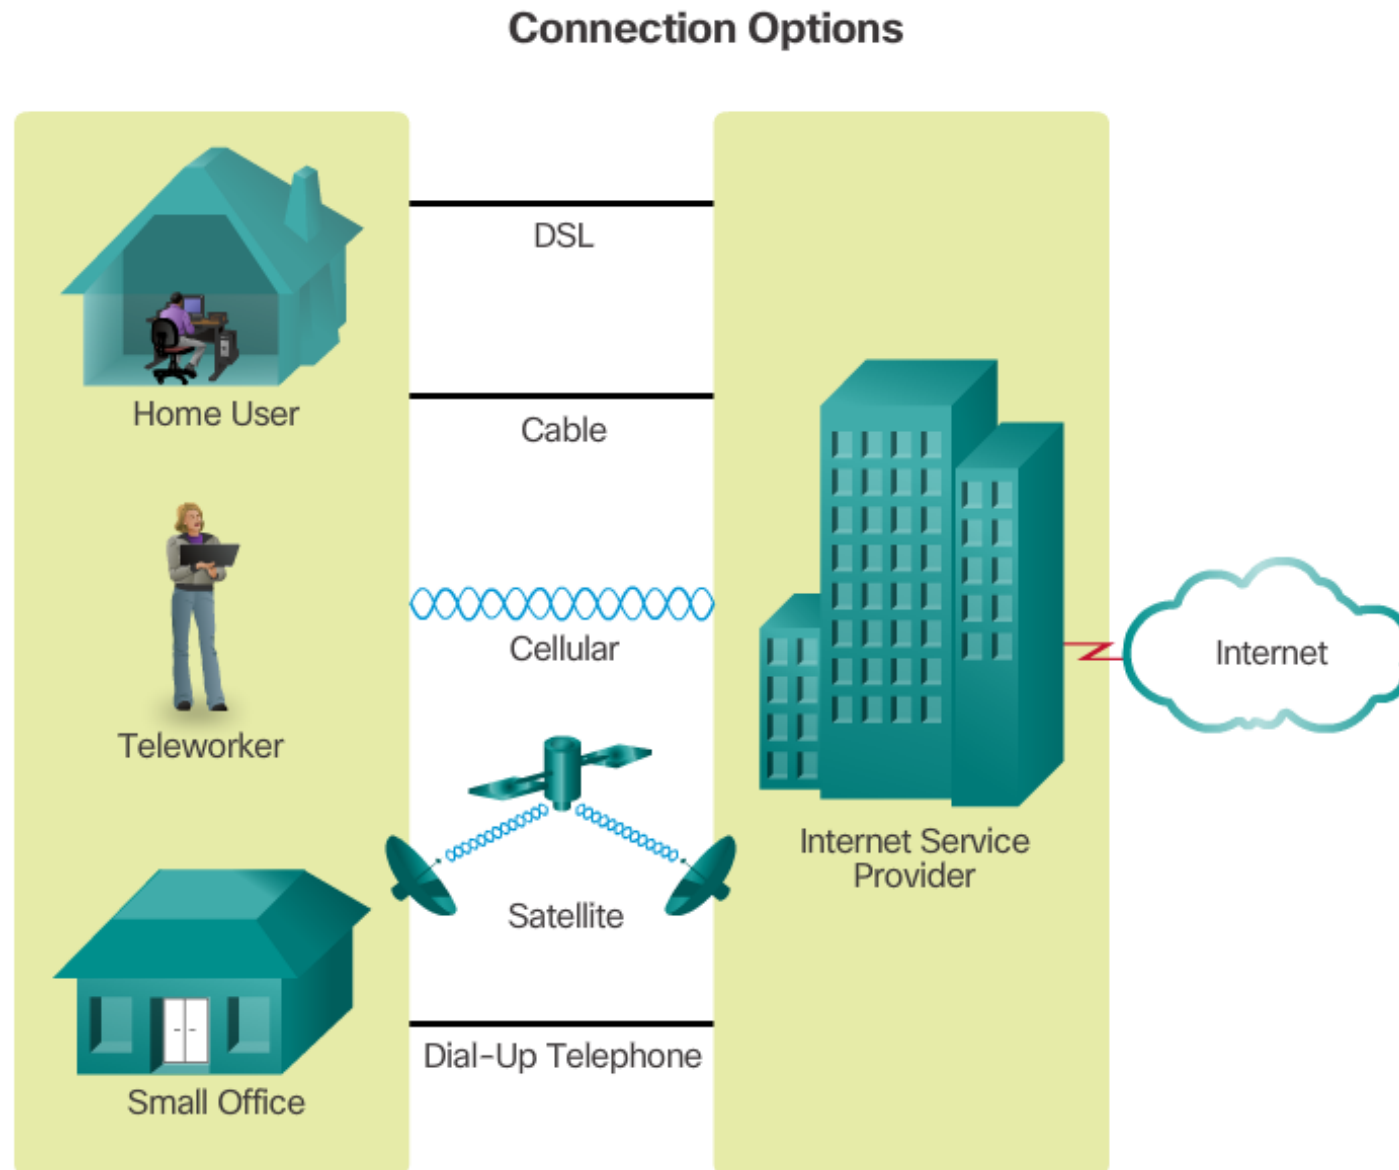 Connection Options
Home User
Teleworker
Small Office
DSL
Cable
Cellular
Satellite
Dial-Up Telephone
Internet Service
Provider
Internet